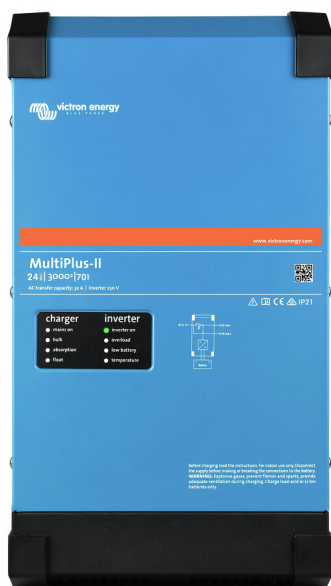 victron energy
BLUE POWER
www.victronenergy.com
MultiPlus-II
24 | 3000 | 70
AC transfer capacity: 32 A | Inverter 230 V
CE IP21
charger inverter
mains on inverter on
bulk overload
absorption low battery
float temperature
Battery
Before charging read the instructions. For indoor use only. Disconnect
the supply before making or breaking the connections to the battery.
WARNING: Explosive gases, prevent flames and sparks, provide
adequate ventilation during charging. Charge lead-acid or Li-ion
batteries only.